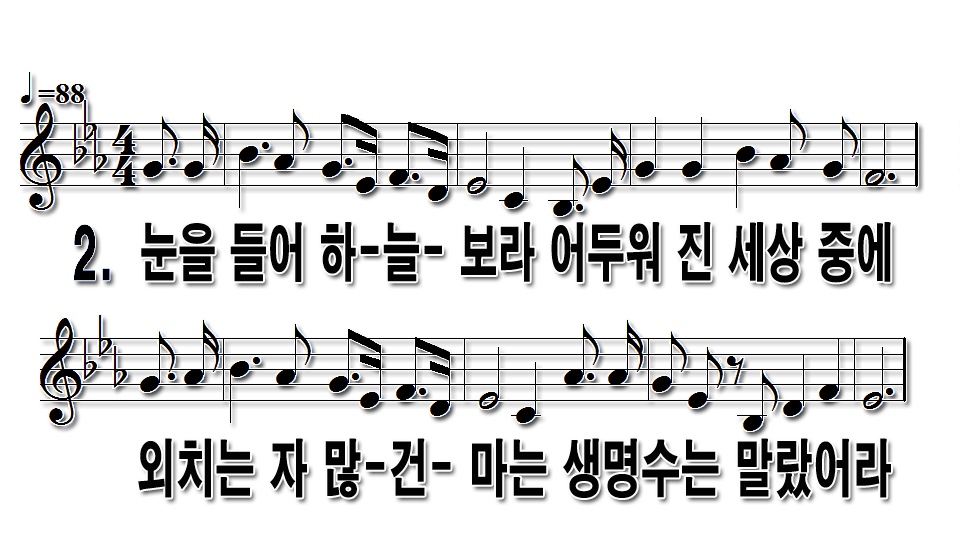 ♩=88
2. 눈을 들어 하-늘- 보라 어두워 진 세상 중에
외치는 자 많-건- 마는 생명수는 말랐어라